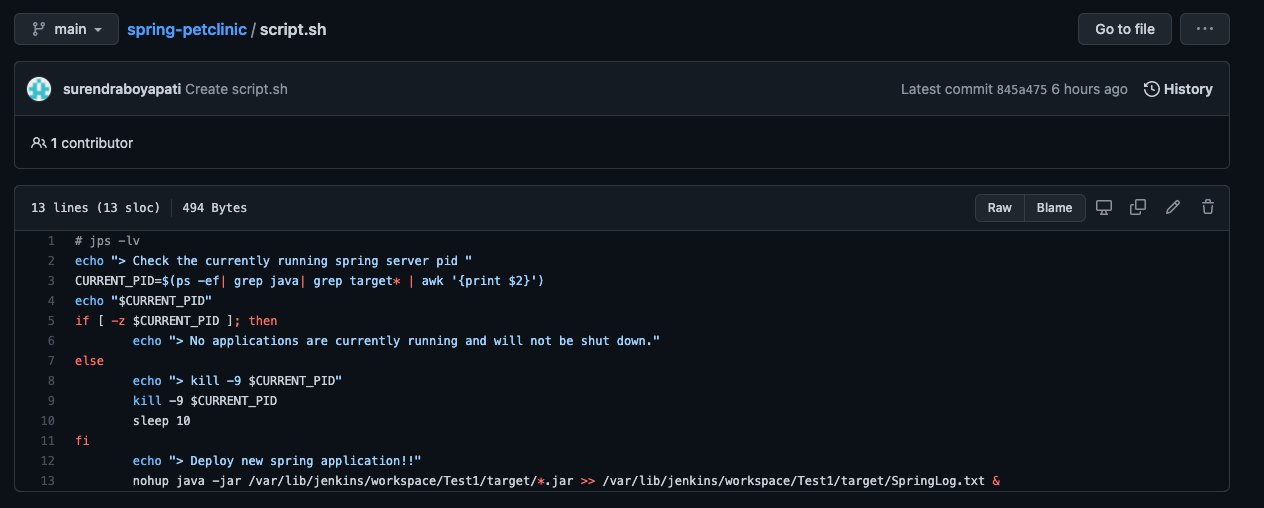 main
spring-petclinic / script.sh
Go to file
...
surendraboyapati Create script.sh
Latest commit 845a475 6 hours ago
History
1 contributor
13 lines (13 sloc) 494 Bytes
Raw
Blame
1 # jps -lv
2 echo "> Check the currently running spring server pid "
3 CURRENT_PID=$(ps -ef| grep java| grep target* | awk '{print $2}')
4 echo "$CURRENT_PID"
5 if [ -z $CURRENT_PID ]; then
6 echo "> No applications are currently running and will not be shut down."
7 else
8 echo "> kill -9 $CURRENT_PID"
9 kill -9 $CURRENT_PID
10 sleep 10
11 fi
12 echo "> Deploy new spring application!!"
13 nohup java -jar /var/lib/jenkins/workspace/Test1/target/*.jar >> /var/lib/jenkins/workspace/Test1/target/SpringLog.txt &